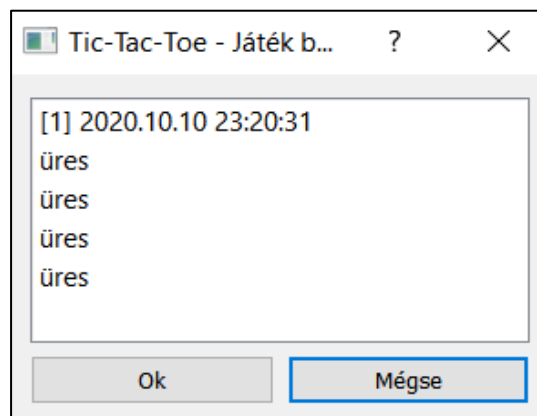 Tic-Tac-Toe - Játék b... ?
[1] 2020.10.10 23:20:31
üres
üres
üres
üres
Ok Mégse